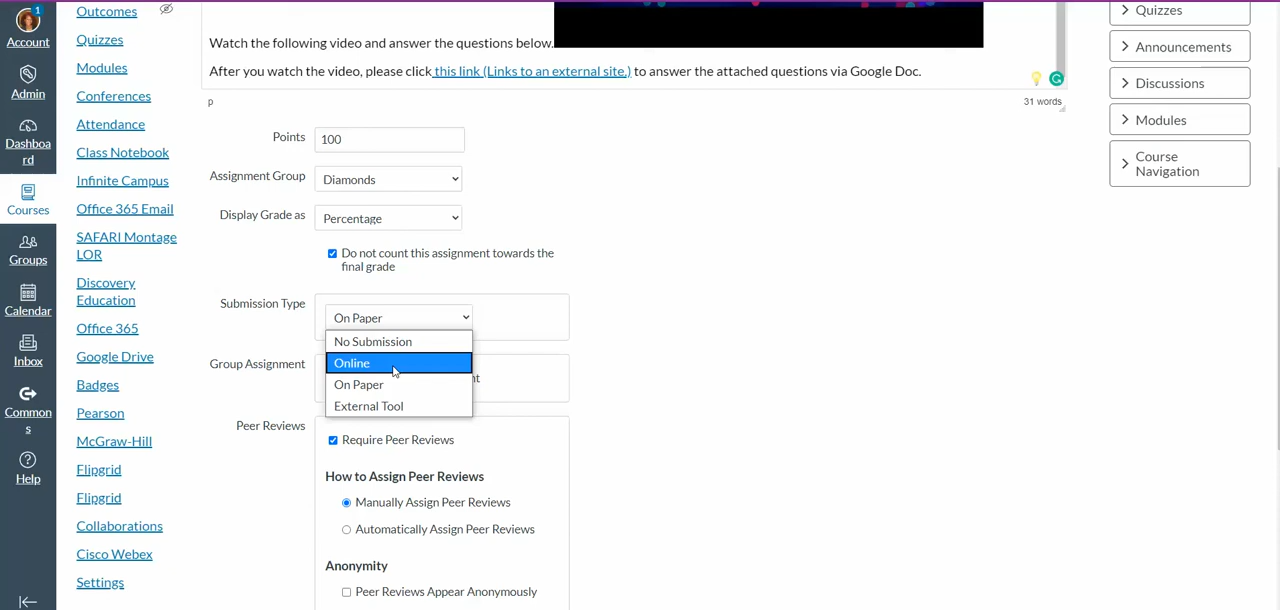 1
Account
Admin
Dashboa
rd
Courses
Groups
Calendar
Inbox
Common
s
Help
Outcomes
Quizzes
Modules
Conferences
Attendance
Class Notebook
Infinite Campus
Office 365 Email
SAFARI Montage
LOR
Discovery
Education
Office 365
Google Drive
Badges
Pearson
McGraw-Hill
Flipgrid
Flipgrid
Collaborations
Cisco Webex
Settings
Watch the following video and answer the questions below.
After you watch the video, please click this link (Links to an external site.) to answer the attached questions via Google Doc.
p
31 words
Points
100
Assignment Group
Diamonds
Display Grade as
Percentage
Do not count this assignment towards the
final grade
Submission Type
On Paper
No Submission
Online
On Paper
External Tool
Group Assignment
nt
Peer Reviews
Require Peer Reviews
How to Assign Peer Reviews
Manually Assign Peer Reviews
Automatically Assign Peer Reviews
Anonymity
Peer Reviews Appear Anonymously
Quizzes
Announcements
Discussions
Modules
Course
Navigation